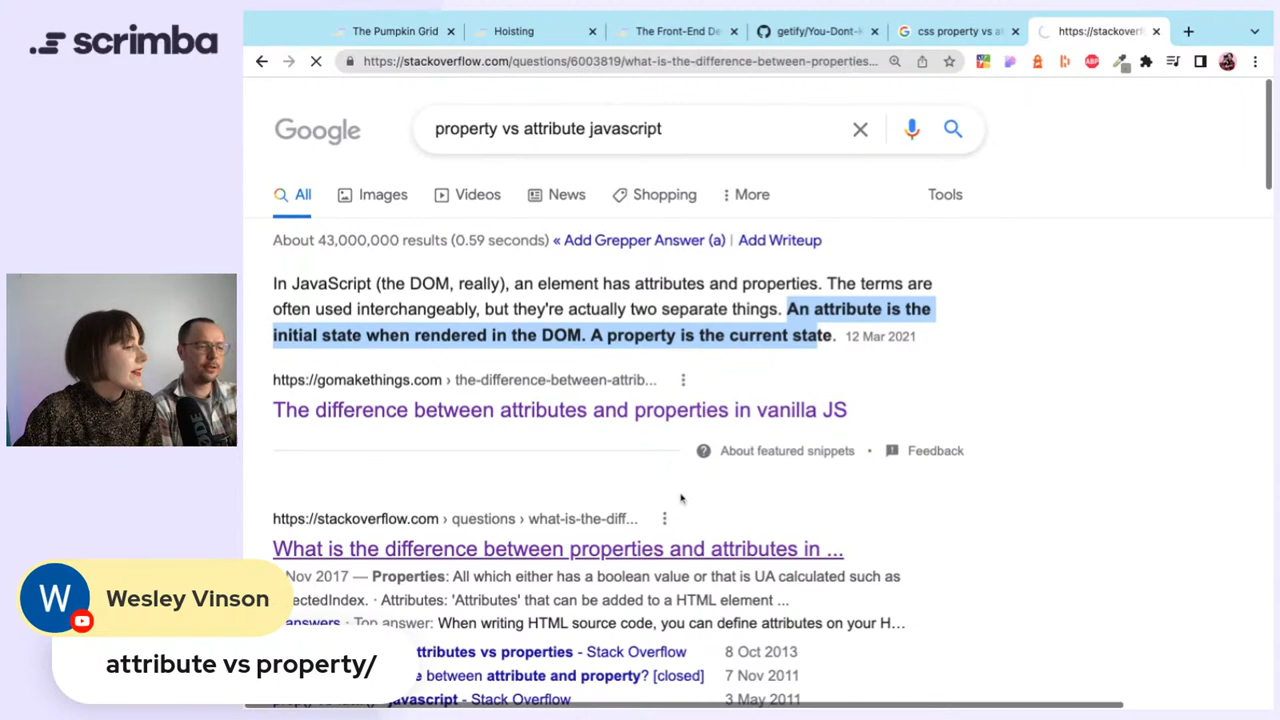 scrimba
The Pumpkin Grid
Hoisting
The Front-End De
getify/You-Dont-
css property vs a
https://stackover
https://stackoverflow.com/questions/6003819/what-is-the-difference-between-properties...
ABP
Google
property vs attribute javascript
All
Images
Videos
News
Shopping
More
Tools
About 43,000,000 results (0.59 seconds) « Add Grepper Answer (a) | Add Writeup
In JavaScript (the DOM, really), an element has attributes and properties. The terms are
often used interchangeably, but they're actually two separate things. An attribute is the
initial state when rendered in the DOM. A property is the current state. 12 Mar 2021
https://gomakethings.com › the-difference-between-attrib...
The difference between attributes and properties in vanilla JS
About featured snippets • Feedback
https://stackoverflow.com › questions › what-is-the-diff...
What is the difference between properties and attributes in ...
Nov 2017 — Properties: All which either has a boolean value or that is UA calculated such as
ectedIndex. · Attributes: 'Attributes' that can be added to a HTML element ...
answers · Top answer: When writing HTML source code, you can define attributes on your H...
ttributes vs properties - Stack Overflow 8 Oct 2013
e between attribute and property? [closed] 7 Nov 2011
javascript - Stack Overflow 3 May 2011
W
Wesley Vinson
attribute vs property/